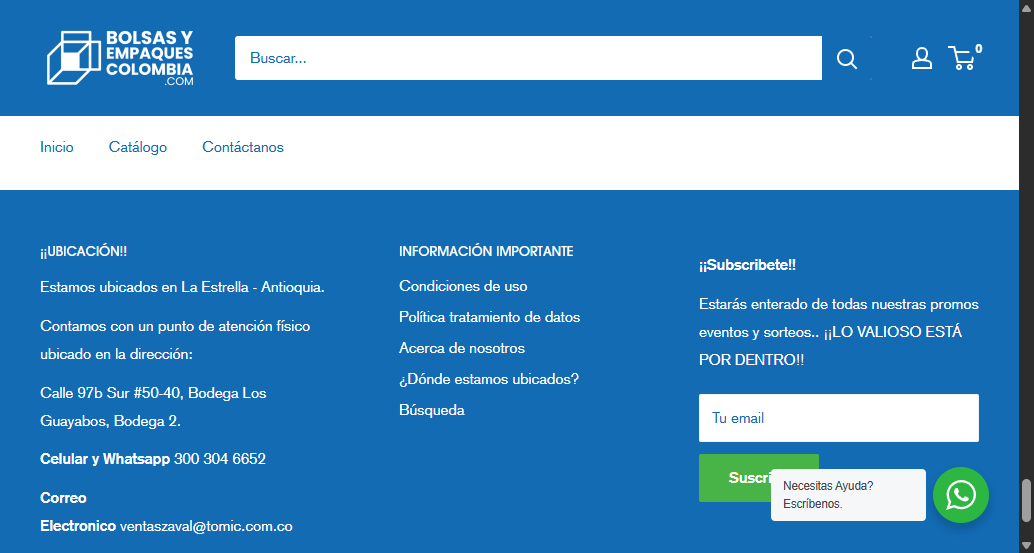 BOLSAS Y
EMPAQUES
COLOMBIA
.COM
Buscar...
0
Inicio
Catálogo
Contáctanos
¡¡UBICACIÓN!!
Estamos ubicados en La Estrella - Antioquia.
Contamos con un punto de atención físico
ubicado en la dirección:
Calle 97b Sur #50-40, Bodega Los
Guayabos, Bodega 2.
Celular y Whatsapp 300 304 6652
Correo
Electronico ventaszaval@tomic.com.co
INFORMACIÓN IMPORTANTE
Condiciones de uso
Política tratamiento de datos
Acerca de nosotros
¿Dónde estamos ubicados?
Búsqueda
¡¡Subscribete!!
Estarás enterado de todas nuestras promos
eventos y sorteos.. ¡¡LO VALIOSO ESTÁ
POR DENTRO!!
Tu email
Necesitas Ayuda?
Escríbenos.